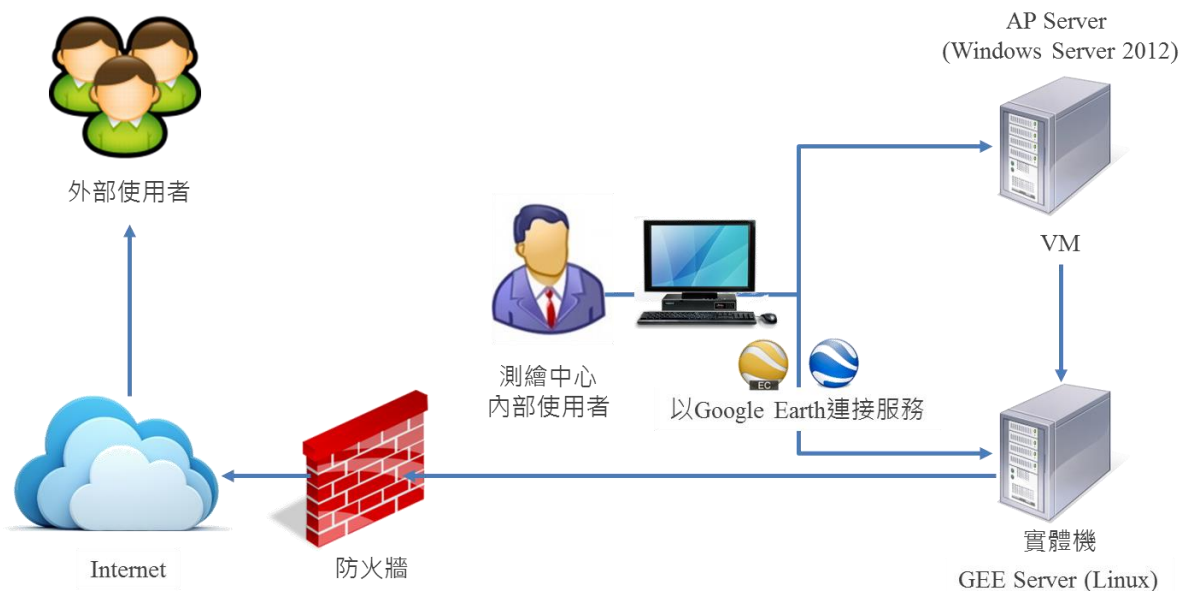 AP Server
(Windows Server 2012)
外部使用者
VM
測繪中心
內部使用者
EC
以Google Earth連接服務
Internet
防火牆
實體機
GEE Server (Linux)